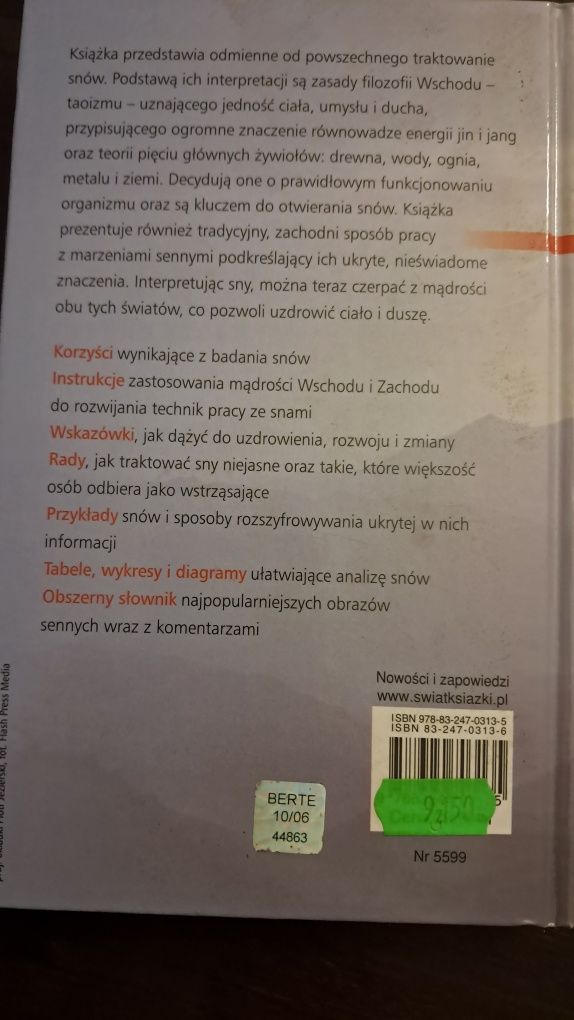 Książka przedstawia odmienne od powszechnego traktowanie
snów. Podstawą ich interpretacji są zasady filozofii Wschodu –
taoizmu – uznającego jedność ciała, umysłu i ducha,
przypisującego ogromne znaczenie równowadze energii jin i jang
oraz teorii pięciu głównych żywiołów: drewna, wody, ognia,
metalu i ziemi. Decydują one o prawidłowym funkcjonowaniu
organizmu oraz są kluczem do otwierania snów. Książka
prezentuje również tradycyjny, zachodni sposób pracy
z marzeniami sennymi podkreślający ich ukryte, nieświadome
znaczenia. Interpretując sny, można teraz czerpać z mądrości
obu tych światów, co pozwoli uzdrowić ciało i duszę.
Korzyści wynikające z badania snów
Instrukcje zastosowania mądrości Wschodu i Zachodu
do rozwijania technik pracy ze snami
Wskazówki, jak dążyć do uzdrowienia, rozwoju i zmiany
Rady, jak traktować sny niejasne oraz takie, które większość
osób odbiera jako wstrząsające
Przykłady snów i sposoby rozszyfrowywania ukrytej w nich
informacji
Tabele, wykresy i diagramy ułatwiające analizę snów
Obszerny słownik najpopularniejszych obrazów
sennych wraz z komentarzami
Nowości i zapowiedzi
www.swiatksiazki.pl
ISBN 978-83-247-0313-5
ISBN 83-247-0313-6
5
9,50
zł
Nr 5599
BERTE
10/06
44863
Piotr Jezierski, fot. Flash Press Media